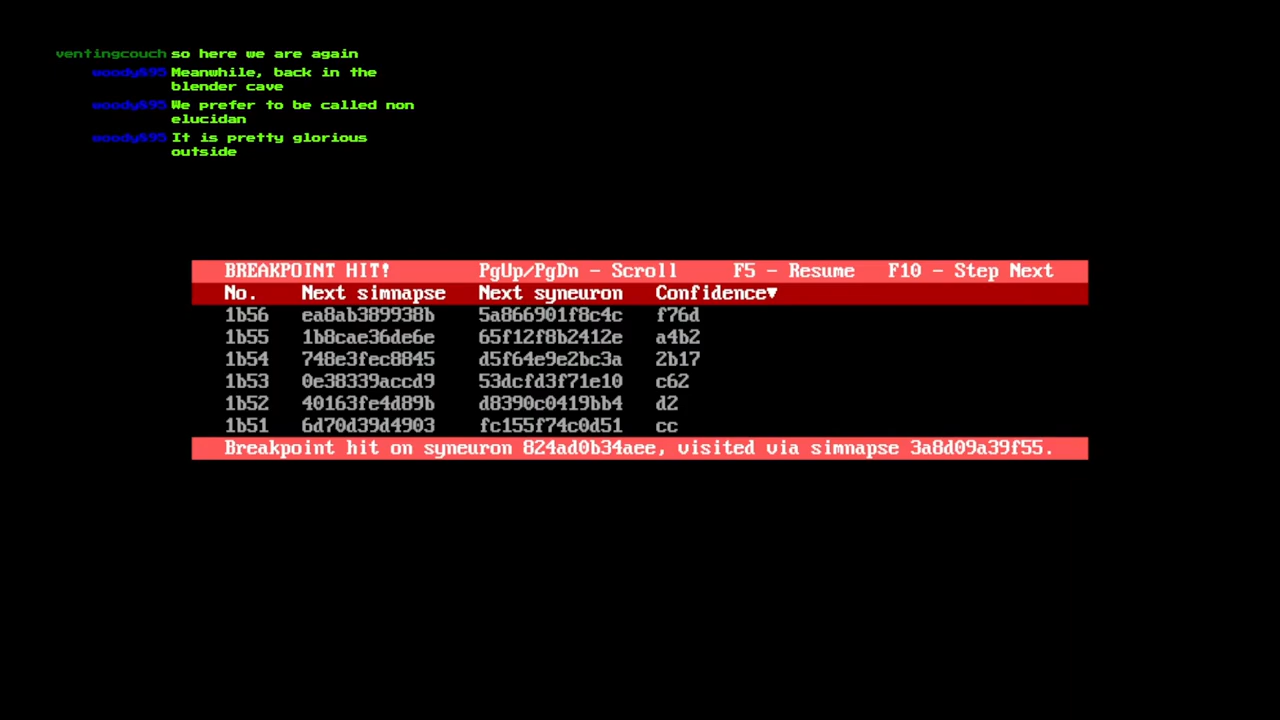 ventingcouch so here we are again
woody695 Meanwhile, back in the
blender cave
woody695 We prefer to be called non
elucidan
woody695 It is pretty glorious
outside
BREAKPOINT HIT! PgUp/PgDn - Scroll F5 - Resume F10 - Step Next
No. Next simnapse Next syneuron Confidence▼
1b56 ea8ab389938b 5a866901f8c4c f76d
1b55 1b8cae36de6e 65f12f8b2412e a4b2
1b54 748e3fec8845 d5f64e9e2bc3a 2b17
1b53 0e38339accd9 53dcfd3f71e10 c62
1b52 40163fe4d89b d8390c0419bb4 d2
1b51 6d70d39d4903 fc155f74c0d51 cc
Breakpoint hit on syneuron 824ad0b34aee, visited via simnapse 3a8d09a39f55.